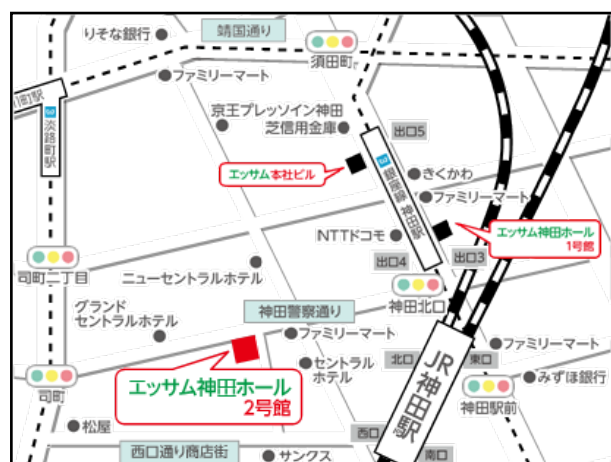 りそな銀行
靖国通り
須田町
ファミリーマート
町駅
淡路町駅
京王プレッソイン神田
芝信用金庫
出口5
エッサム本社ビル
銀座線 神田駅
きくかわ
ファミリーマート
エッサム神田ホール
1号館
NTTドコモ
出口4
出口3
司町二丁目
ニューセントラルホテル
神田北口
グランド
セントラルホテル
神田警察通り
ファミリーマート
セントラル
ホテル
北口
JR神田駅
東口
ファミリーマート
みずほ銀行
神田駅前
エッサム神田ホール
2号館
司町
松屋
西口
西口通り商店街
サンクス
南口